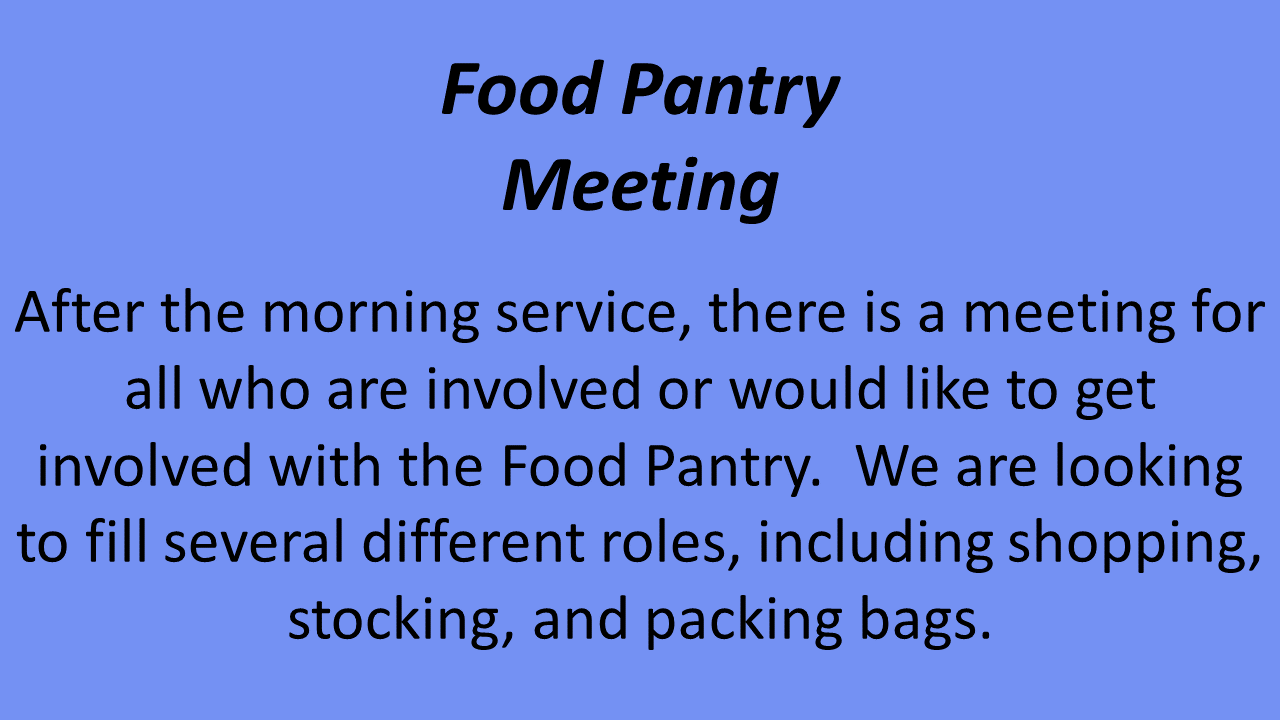 Food Pantry
Meeting
After the morning service, there is a meeting for
all who are involved or would like to get
involved with the Food Pantry.  We are looking
to fill several different roles, including shopping,
stocking, and packing bags.